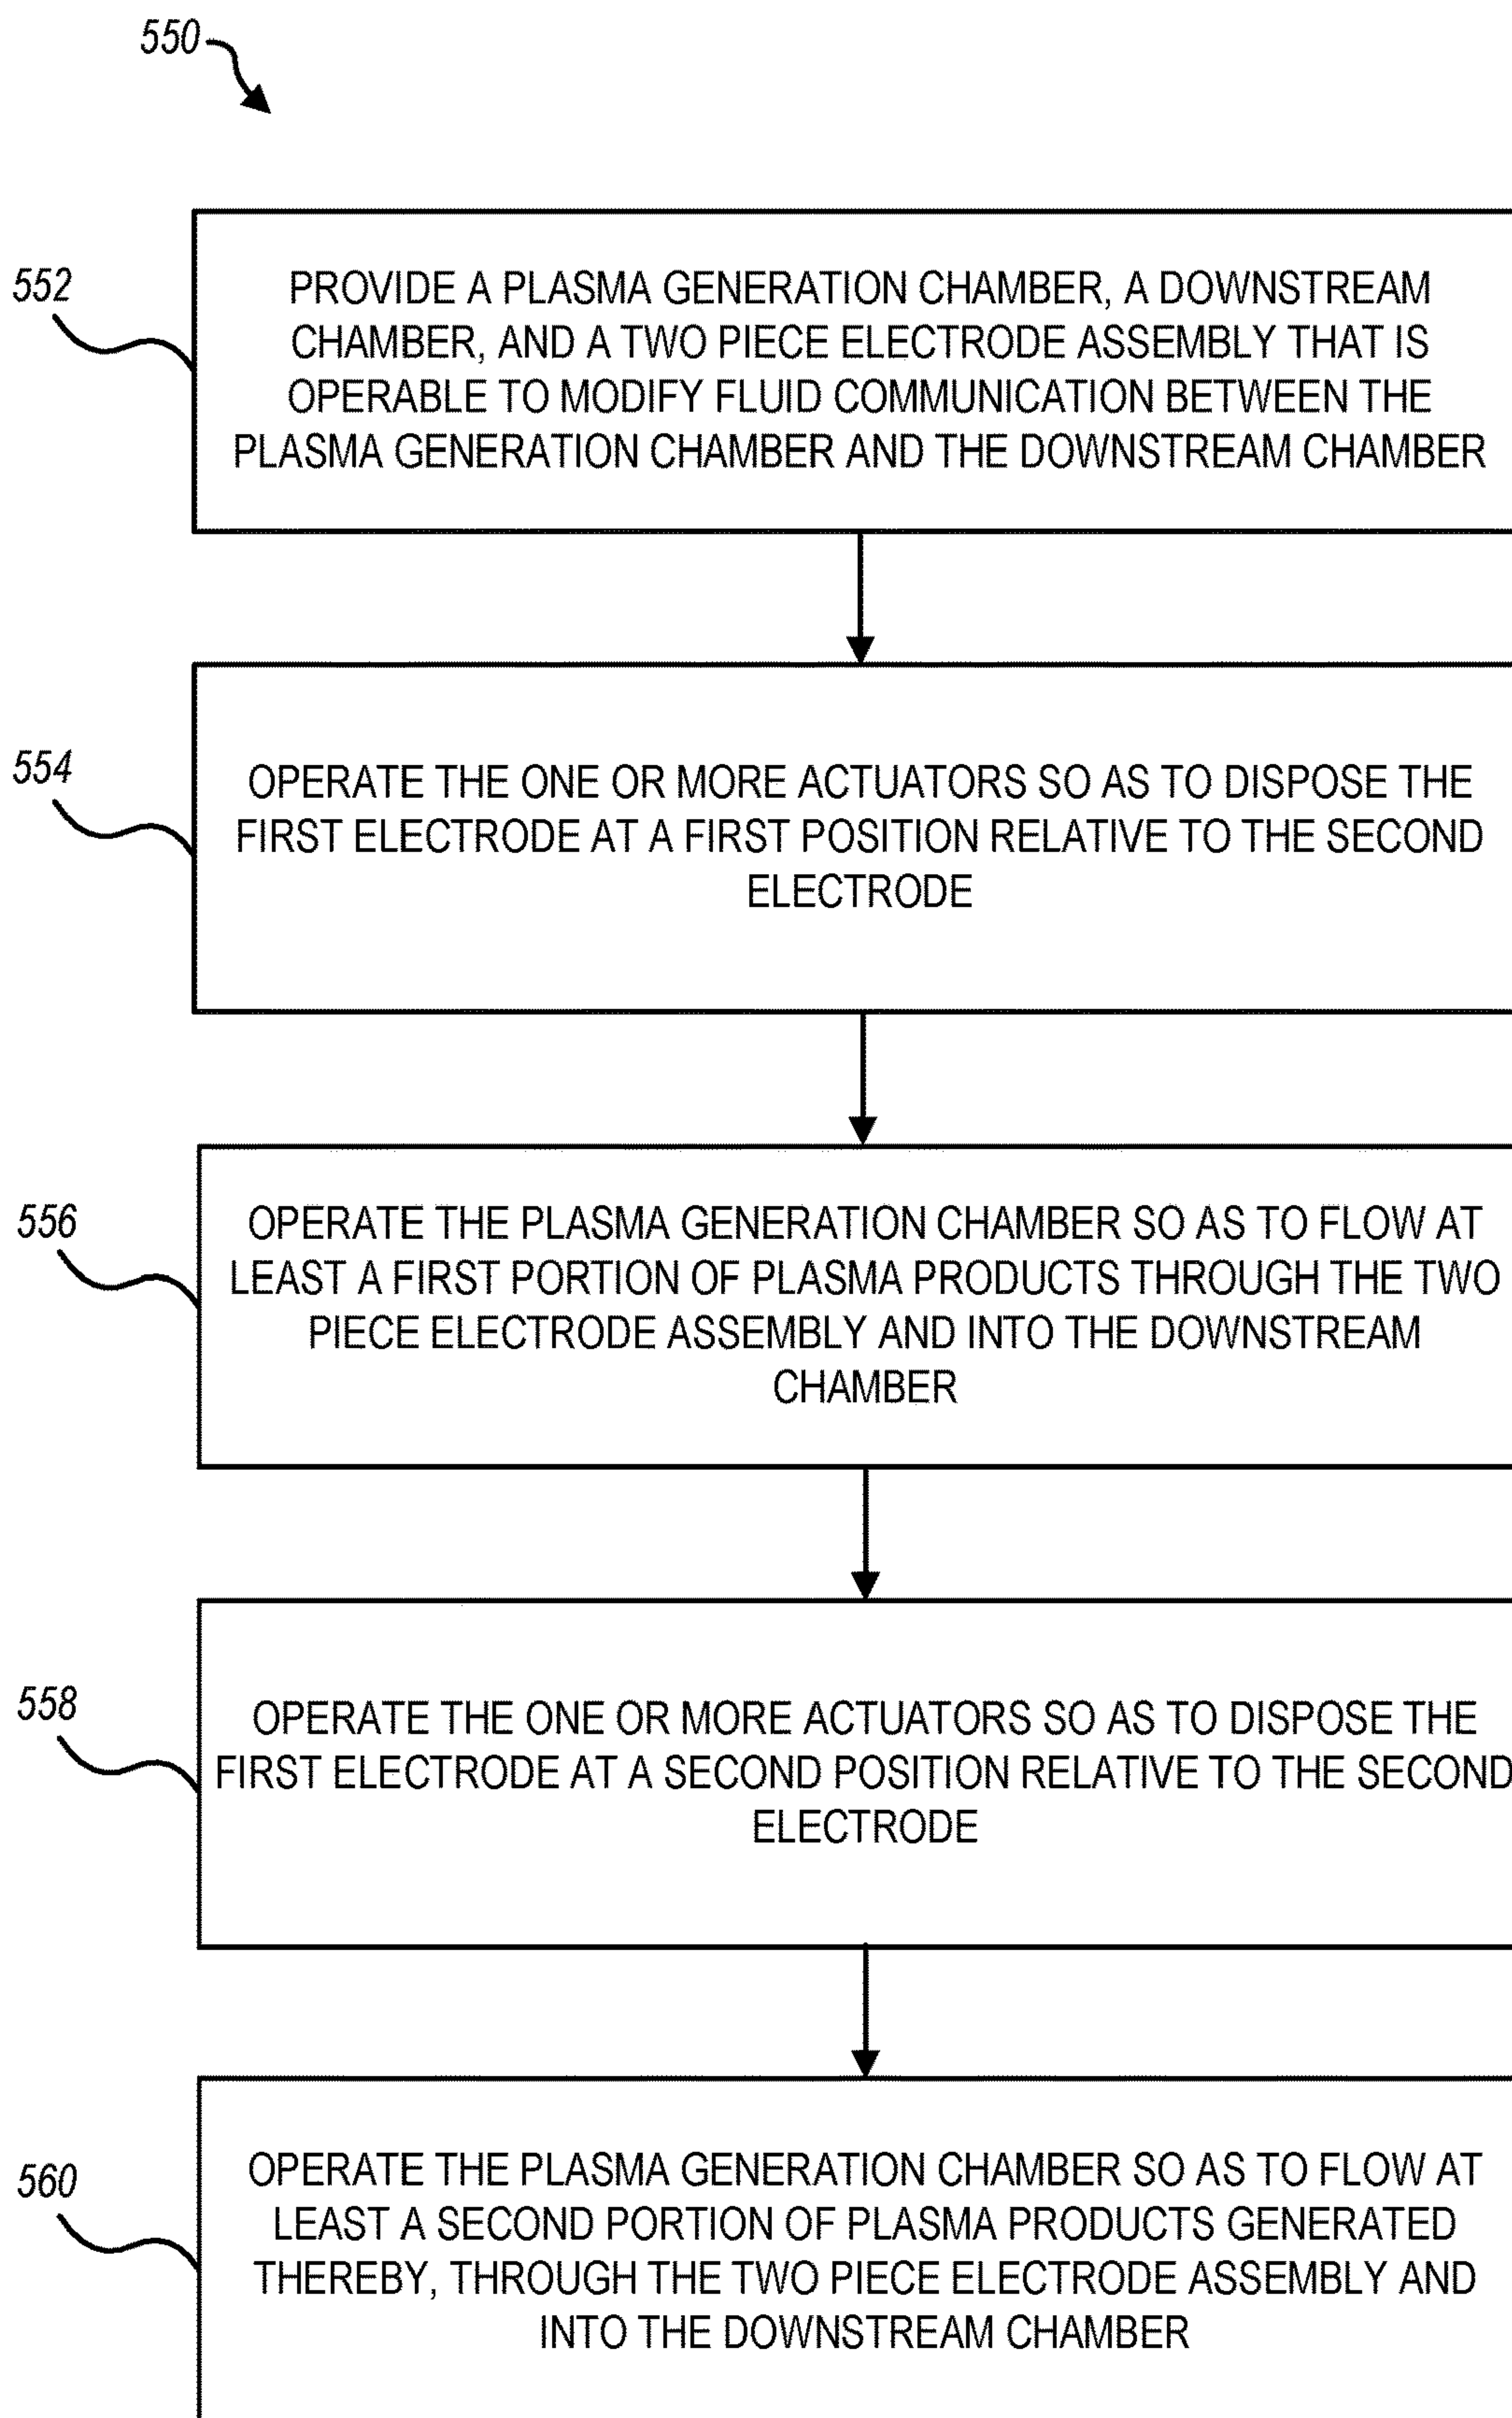 550
552
PROVIDE A PLASMA GENERATION CHAMBER, A DOWNSTREAM
CHAMBER, AND A TWO PIECE ELECTRODE ASSEMBLY THAT IS
OPERABLE TO MODIFY FLUID COMMUNICATION BETWEEN THE
PLASMA GENERATION CHAMBER AND THE DOWNSTREAM CHAMBER
554
OPERATE THE ONE OR MORE ACTUATORS SO AS TO DISPOSE THE
FIRST ELECTRODE AT A FIRST POSITION RELATIVE TO THE SECOND
ELECTRODE
556
OPERATE THE PLASMA GENERATION CHAMBER SO AS TO FLOW AT
LEAST A FIRST PORTION OF PLASMA PRODUCTS THROUGH THE TWO
PIECE ELECTRODE ASSEMBLY AND INTO THE DOWNSTREAM
CHAMBER
558
OPERATE THE ONE OR MORE ACTUATORS SO AS TO DISPOSE THE
FIRST ELECTRODE AT A SECOND POSITION RELATIVE TO THE SECOND
ELECTRODE
560
OPERATE THE PLASMA GENERATION CHAMBER SO AS TO FLOW AT
LEAST A SECOND PORTION OF PLASMA PRODUCTS GENERATED
THEREBY, THROUGH THE TWO PIECE ELECTRODE ASSEMBLY AND
INTO THE DOWNSTREAM CHAMBER